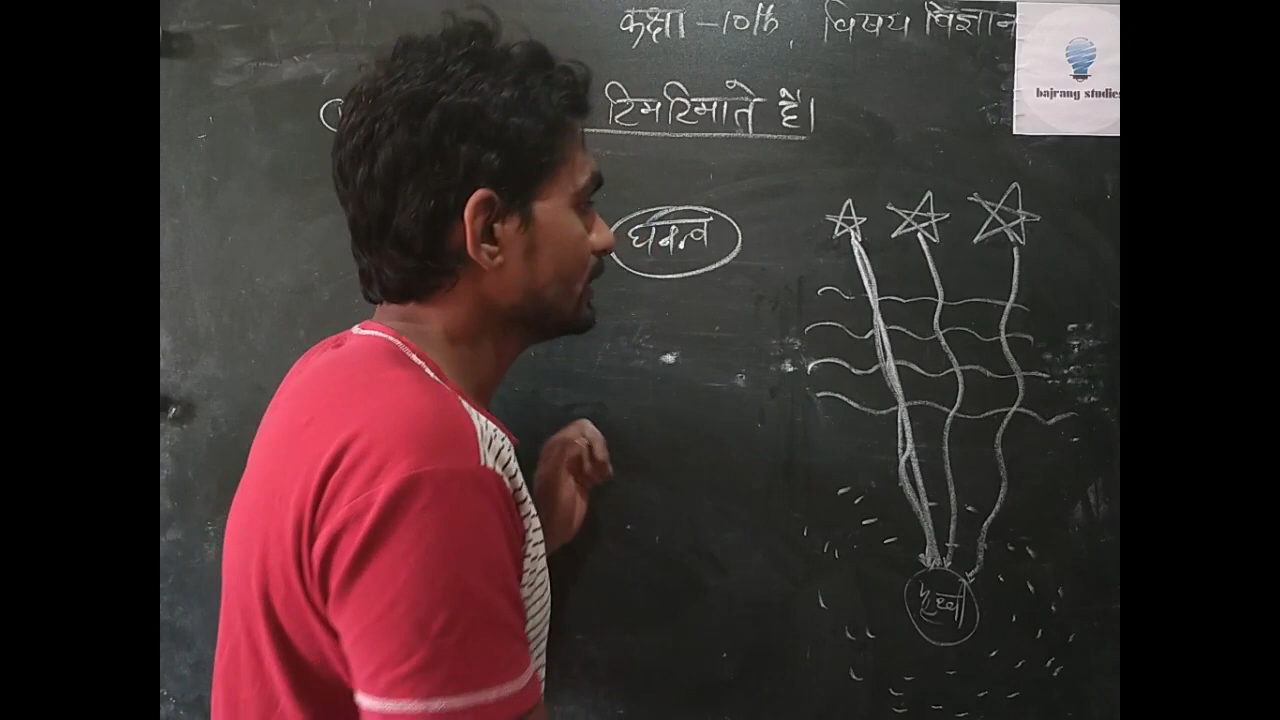 कक्षा -10th, विषय विज्ञान
bajrang studies
टिमटिमाते है।
घनत्व
पृथ्वी